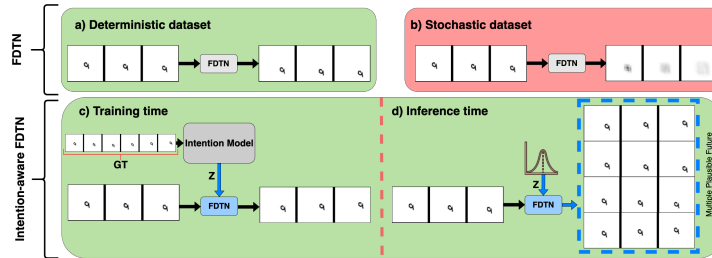 FDTN
a) Deterministic dataset
FDTN
b) Stochastic dataset
FDTN
Intention-aware FDTN
c) Training time
Intention Model
GT
Z
FDTN
d) Inference time
Z
FDTN
Multiple Plausible Future